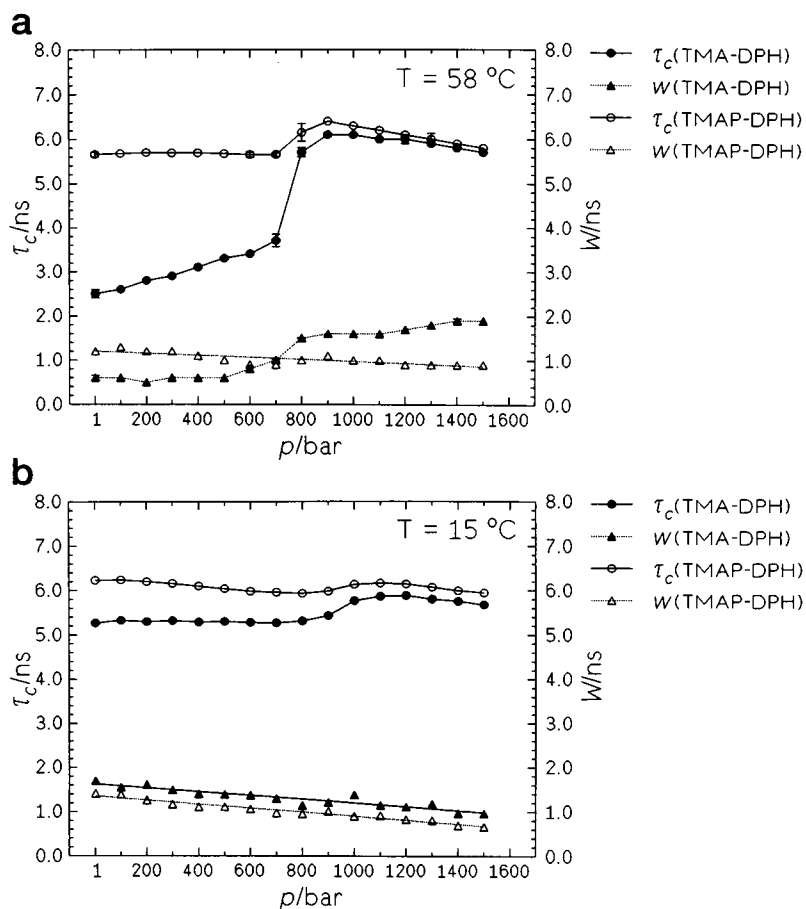 a
8.0
7.0
6.0
5.0
4.0
3.0
2.0
1.0
0.0
τc/ns
T = 58 °C
8.0
7.0
6.0
5.0
4.0
3.0
2.0
1.0
0.0
w/ns
1 200 400 600 800 1000 1200 1400 1600
p/bar
τc(TMA-DPH)
w(TMA-DPH)
τc(TMAP-DPH)
w(TMAP-DPH)
b
8.0
7.0
6.0
5.0
4.0
3.0
2.0
1.0
0.0
τc/ns
T = 15 °C
8.0
7.0
6.0
5.0
4.0
3.0
2.0
1.0
0.0
w/ns
1 200 400 600 800 1000 1200 1400 1600
p/bar
τc(TMA-DPH)
w(TMA-DPH)
τc(TMAP-DPH)
w(TMAP-DPH)